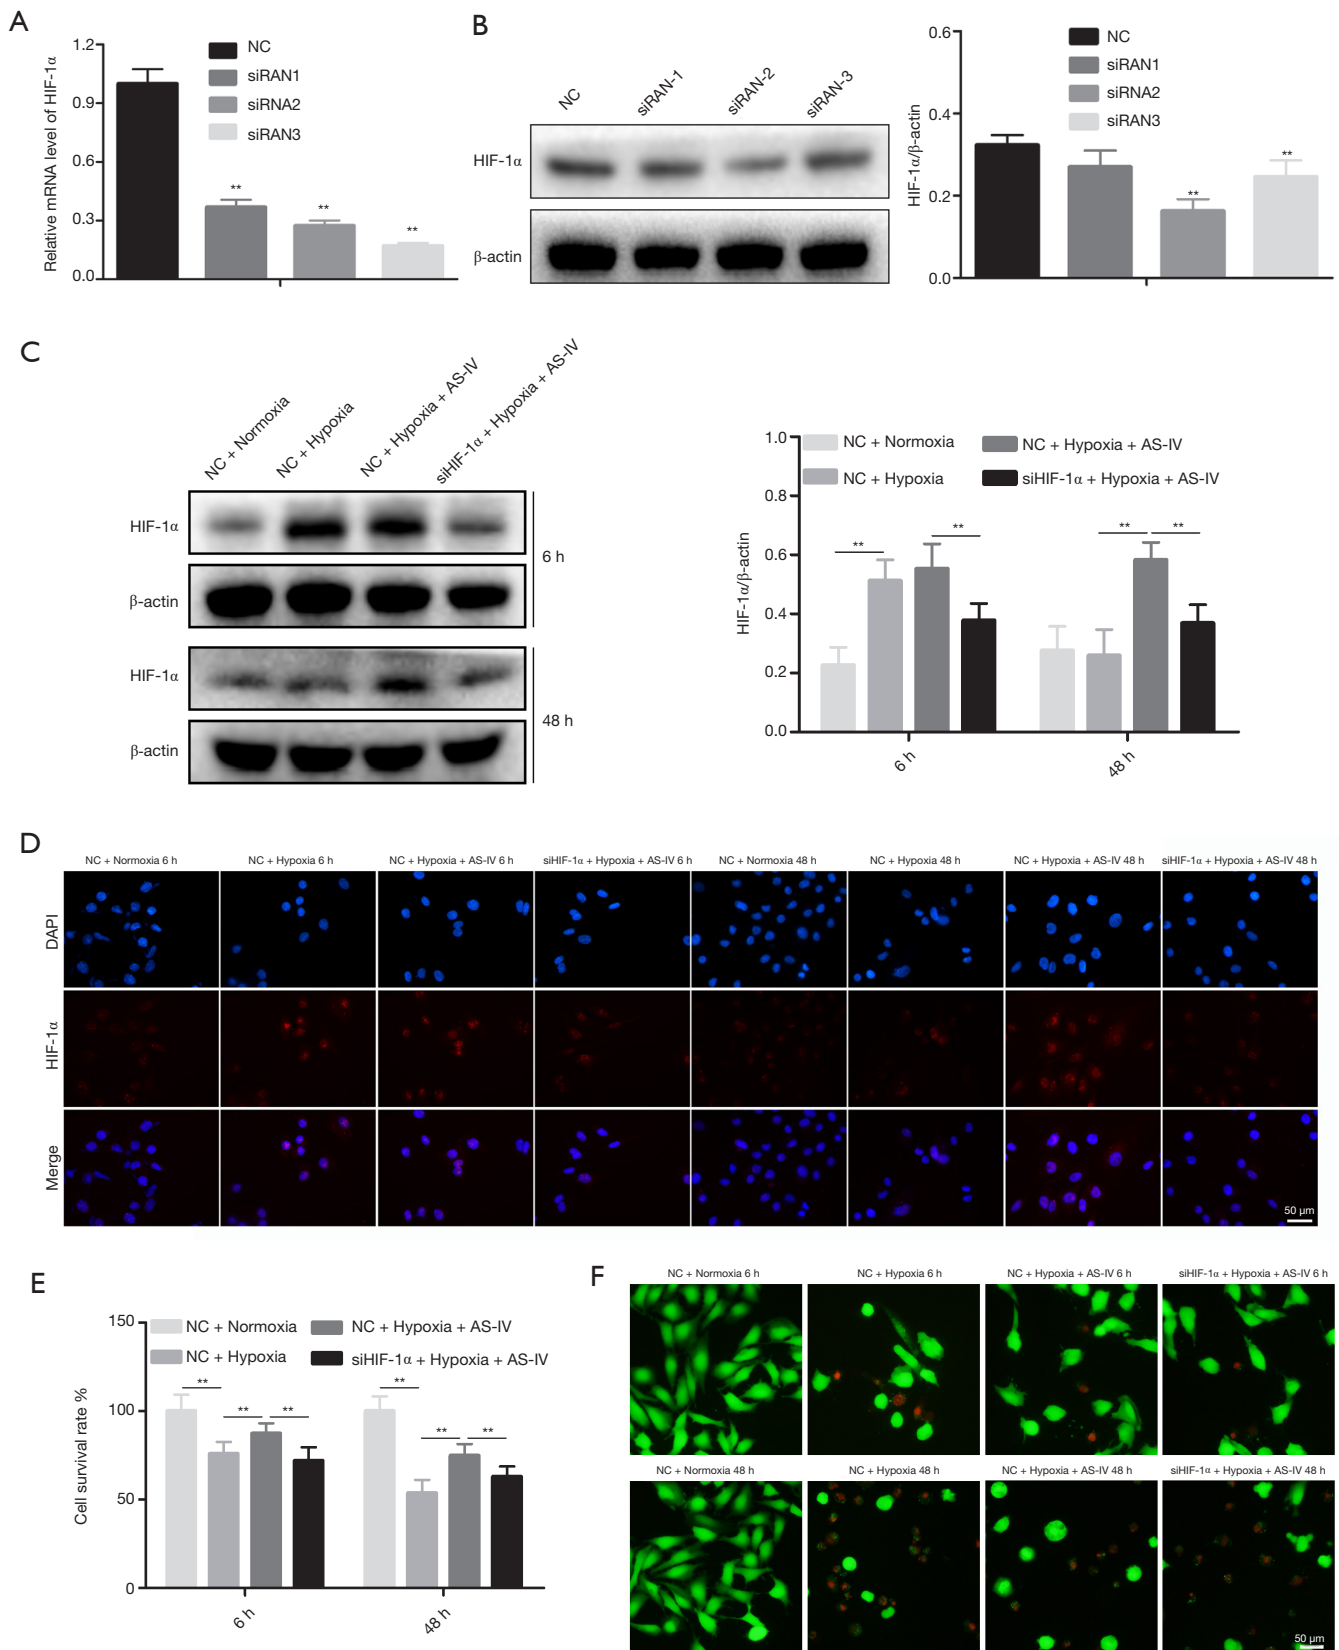 A
Relative mRNA level of HIF-1α
1.2
0.9
0.6
0.3
0.0
NC
siRAN1
siRNA2
siRAN3
**
**
**
B
NC
siRAN-1
siRAN-2
siRAN-3
HIF-1α
β-actin
HIF-1α/β-actin
0.6
0.4
0.2
0.0
NC
siRAN1
siRNA2
siRAN3
**
**
C
NC + Normoxia
NC + Hypoxia
NC + Hypoxia + AS-IV
siHIF-1α + Hypoxia + AS-IV
HIF-1α
β-actin
6 h
HIF-1α
β-actin
48 h
HIF-1α/β-actin
1.0
0.8
0.6
0.4
0.2
0.0
NC + Normoxia
NC + Hypoxia
NC + Hypoxia + AS-IV
siHIF-1α + Hypoxia + AS-IV
**
**
**
**
6 h
48 h
D
NC + Normoxia 6 h
NC + Hypoxia 6 h
NC + Hypoxia + AS-IV 6 h
siHIF-1α + Hypoxia + AS-IV 6 h
NC + Normoxia 48 h
NC + Hypoxia 48 h
NC + Hypoxia + AS-IV 48 h
siHIF-1α + Hypoxia + AS-IV 48 h
DAPI
HIF-1α
Merge
50 μm
E
Cell survival rate %
150
100
50
0
NC + Normoxia
NC + Hypoxia
NC + Hypoxia + AS-IV
siHIF-1α + Hypoxia + AS-IV
**
**
**
**
**
**
6 h
48 h
F
NC + Normoxia 6 h
NC + Hypoxia 6 h
NC + Hypoxia + AS-IV 6 h
siHIF-1α + Hypoxia + AS-IV 6 h
NC + Normoxia 48 h
NC + Hypoxia 48 h
NC + Hypoxia + AS-IV 48 h
siHIF-1α + Hypoxia + AS-IV 48 h
50 μm